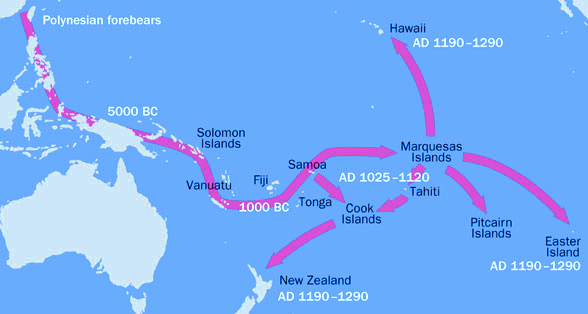 Polynesian forebears
Hawaii
AD 1190–1290
5000 BC
Solomon
Islands
Marquesas
Islands
Samoa
AD 1025–1120
Vanuatu
Fiji
Tahiti
1000 BC
Tonga
Cook
Islands
Pitcairn
Islands
Easter
Island
AD 1190–1290
New Zealand
AD 1190–1290